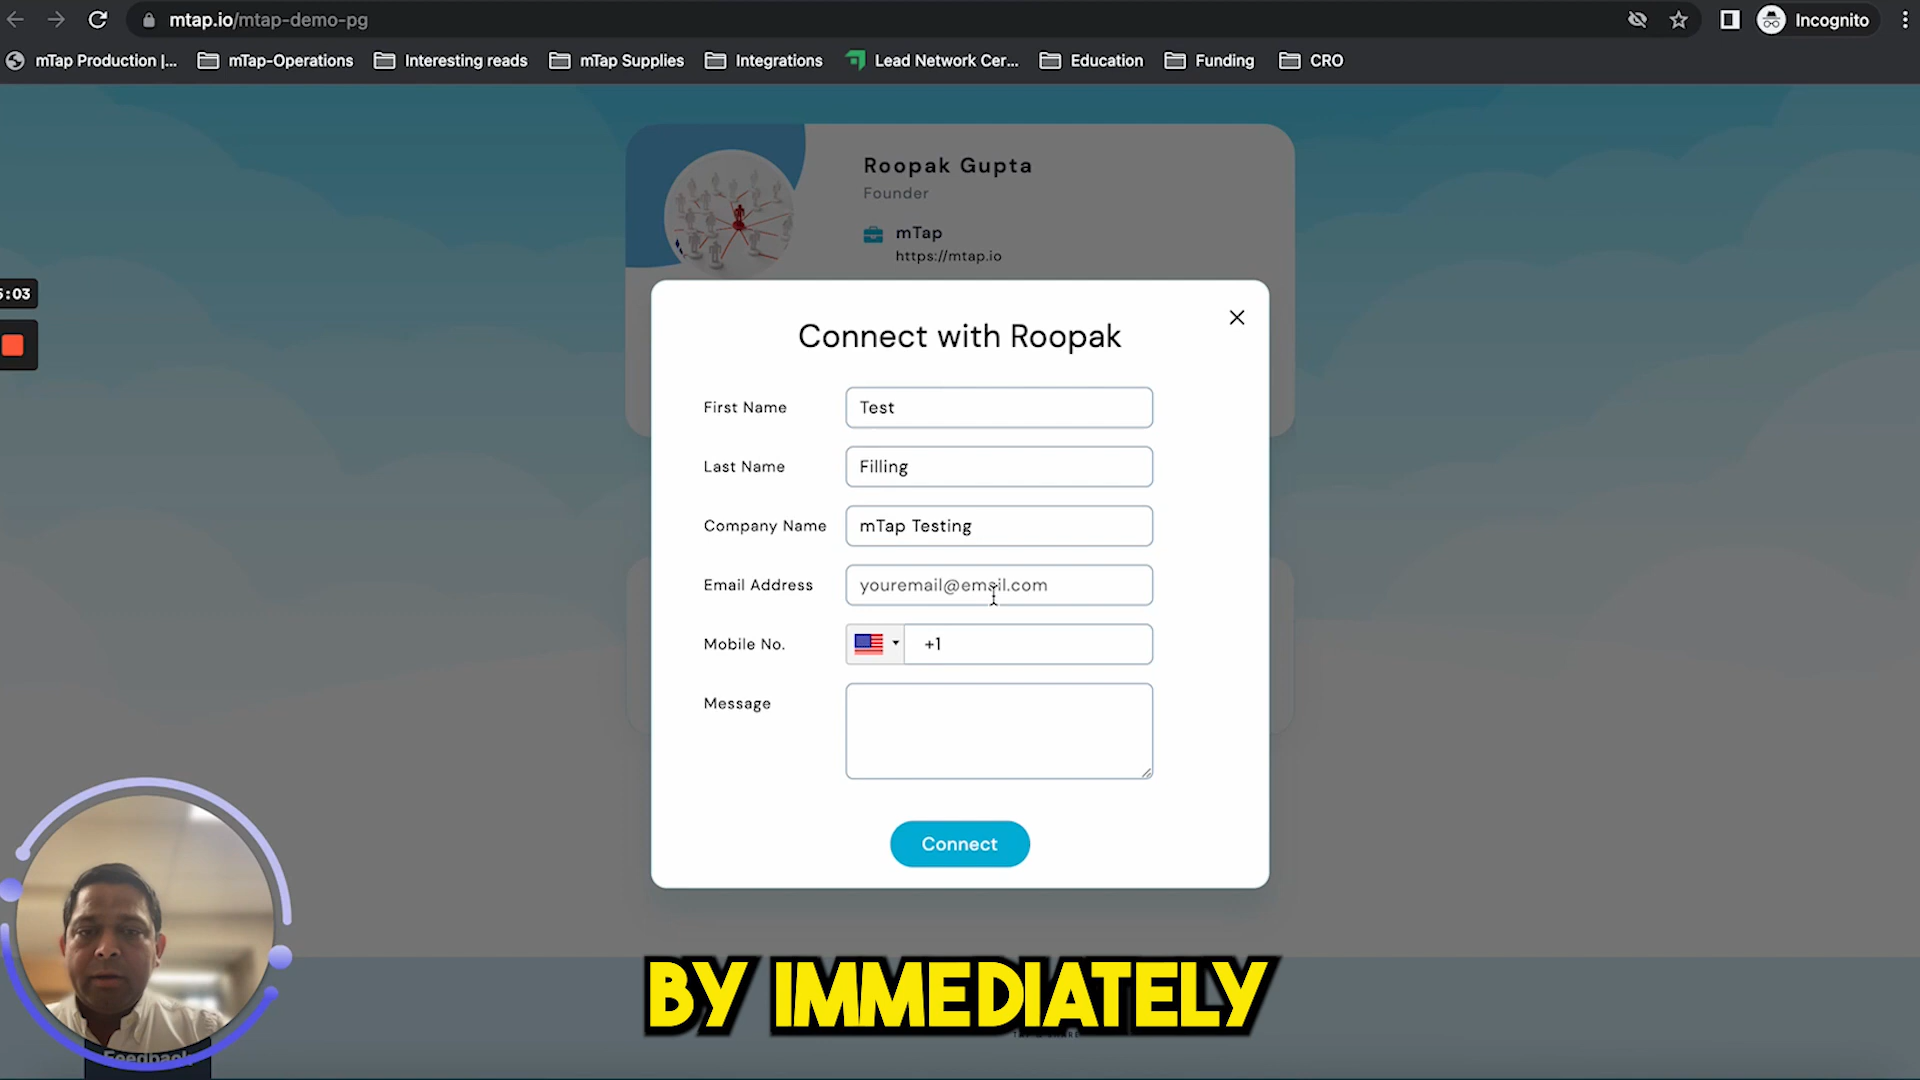 mtap.io/mtap-demo-pg
Incognito
mTap Production |...
mTap-Operations
Interesting reads
mTap Supplies
Integrations
Lead Network Cer...
Education
Funding
CRO
Roopak Gupta
Founder
mTap
https://mtap.io
5:03
Connect with Roopak
First Name
Test
Last Name
Filling
Company Name
mTap Testing
Email Address
youremail@email.com
Mobile No.
+1
Message
Connect
BY IMMEDIATELY
Feedback